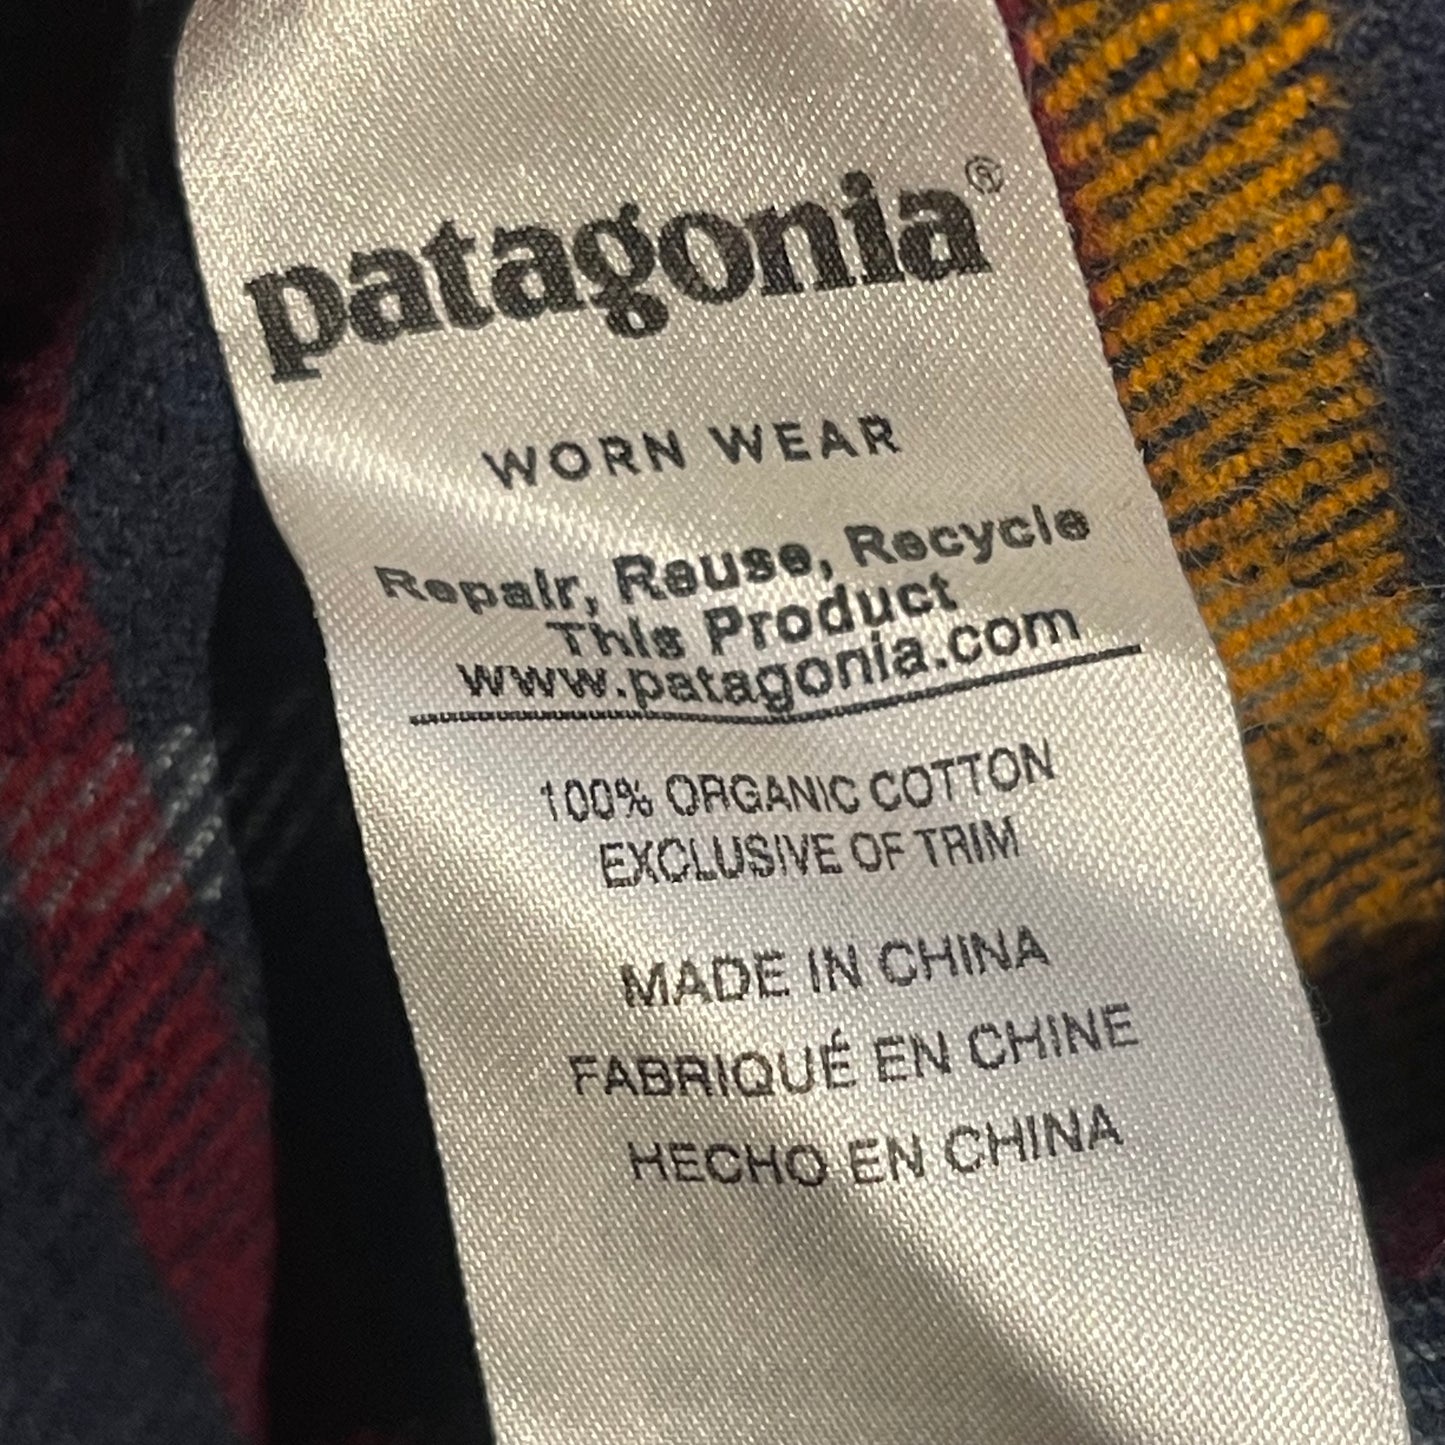 patagonia®
WORN WEAR
Repair, Reuse, Recycle
This Product
www.patagonia.com
100% ORGANIC COTTON
EXCLUSIVE OF TRIM
MADE IN CHINA
FABRIQUÉ EN CHINE
HECHO EN CHINA